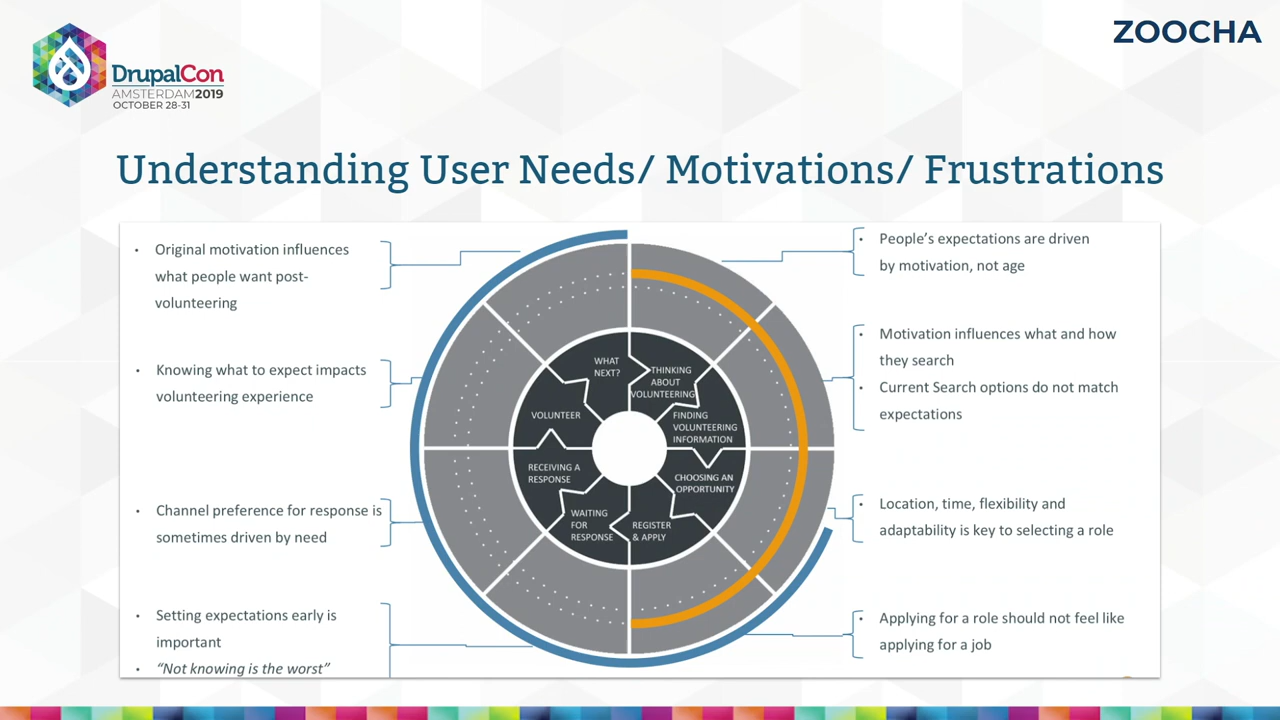 ZOOCHA
DrupalCon
AMSTERDAM2019
OCTOBER 28-31
Understanding User Needs/ Motivations/ Frustrations
• Original motivation influences
what people want post-
volunteering
• Knowing what to expect impacts
volunteering experience
• Channel preference for response is
sometimes driven by need
• Setting expectations early is
important
• “Not knowing is the worst”
WHAT
NEXT?
THINKING
ABOUT
VOLUNTEERING
FINDING
VOLUNTEERING
INFORMATION
CHOOSING AN
OPPORTUNITY
REGISTER
& APPLY
WAITING
FOR
RESPONSE
RECEIVING A
RESPONSE
VOLUNTEER
• People’s expectations are driven
by motivation, not age
• Motivation influences what and how
they search
• Current Search options do not match
expectations
• Location, time, flexibility and
adaptability is key to selecting a role
• Applying for a role should not feel like
applying for a job